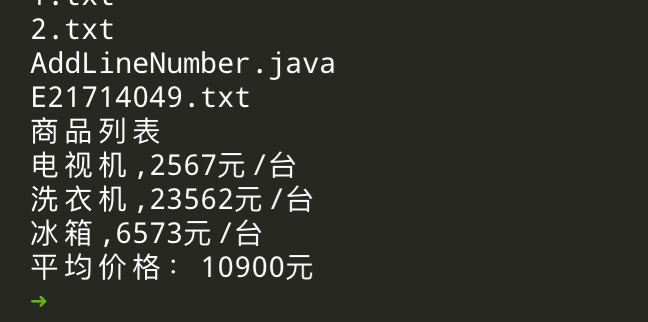 1.txt
2.txt
AddLineNumber.java
E21714049.txt
商品列表
电视机,2567元/台
洗衣机,23562元/台
冰箱,6573元/台
平均价格： 10900元
➜